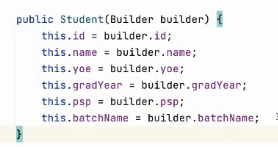 public Student(Builder builder) {
this.id = builder.id;
this.name = builder.name;
this.yoe = builder.yoe;
this.gradYear = builder.gradYear;
this.psp = builder.psp;
this.batchName = builder.batchName;
}